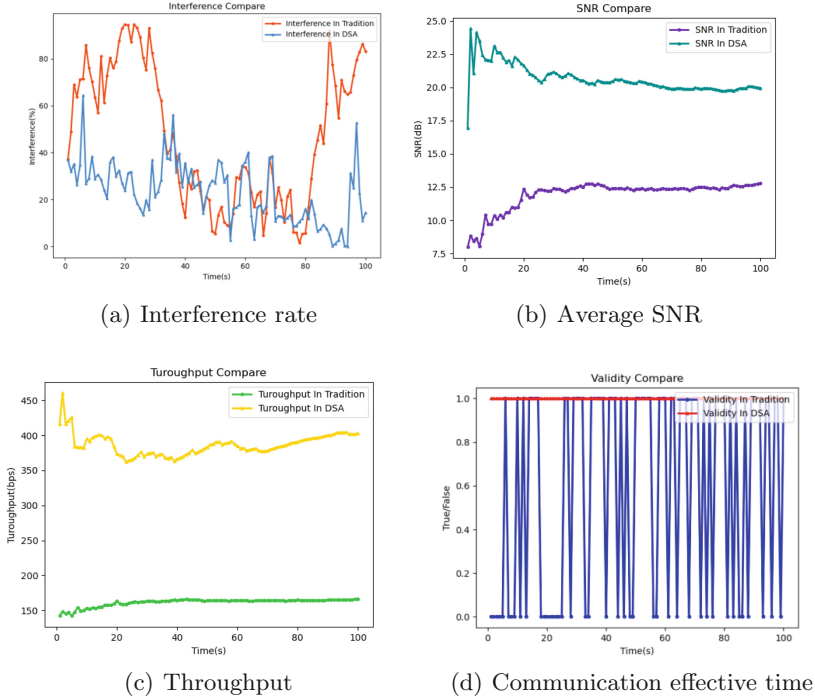 Interference Compare
Interference In Tradition
Interference In DSA
80
60
40
20
0
Interference(%)
0
20
40
60
80
100
Time(s)
(a) Interference rate
SNR Compare
SNR In Tradition
SNR In DSA
25.0
22.5
20.0
17.5
15.0
12.5
10.0
7.5
SNR(dB)
0
20
40
60
80
100
Time(s)
(b) Average SNR
Turoughput Compare
Turoughput In Tradition
Turoughput In DSA
450
400
350
300
250
200
150
Turoughput(bps)
0
20
40
60
80
100
Time(s)
(c) Throughput
Validity Compare
Validity In Tradition
Validity In DSA
1.0
0.8
0.6
0.4
0.2
0.0
True/False
0
20
40
60
80
100
Time(s)
(d) Communication effective time